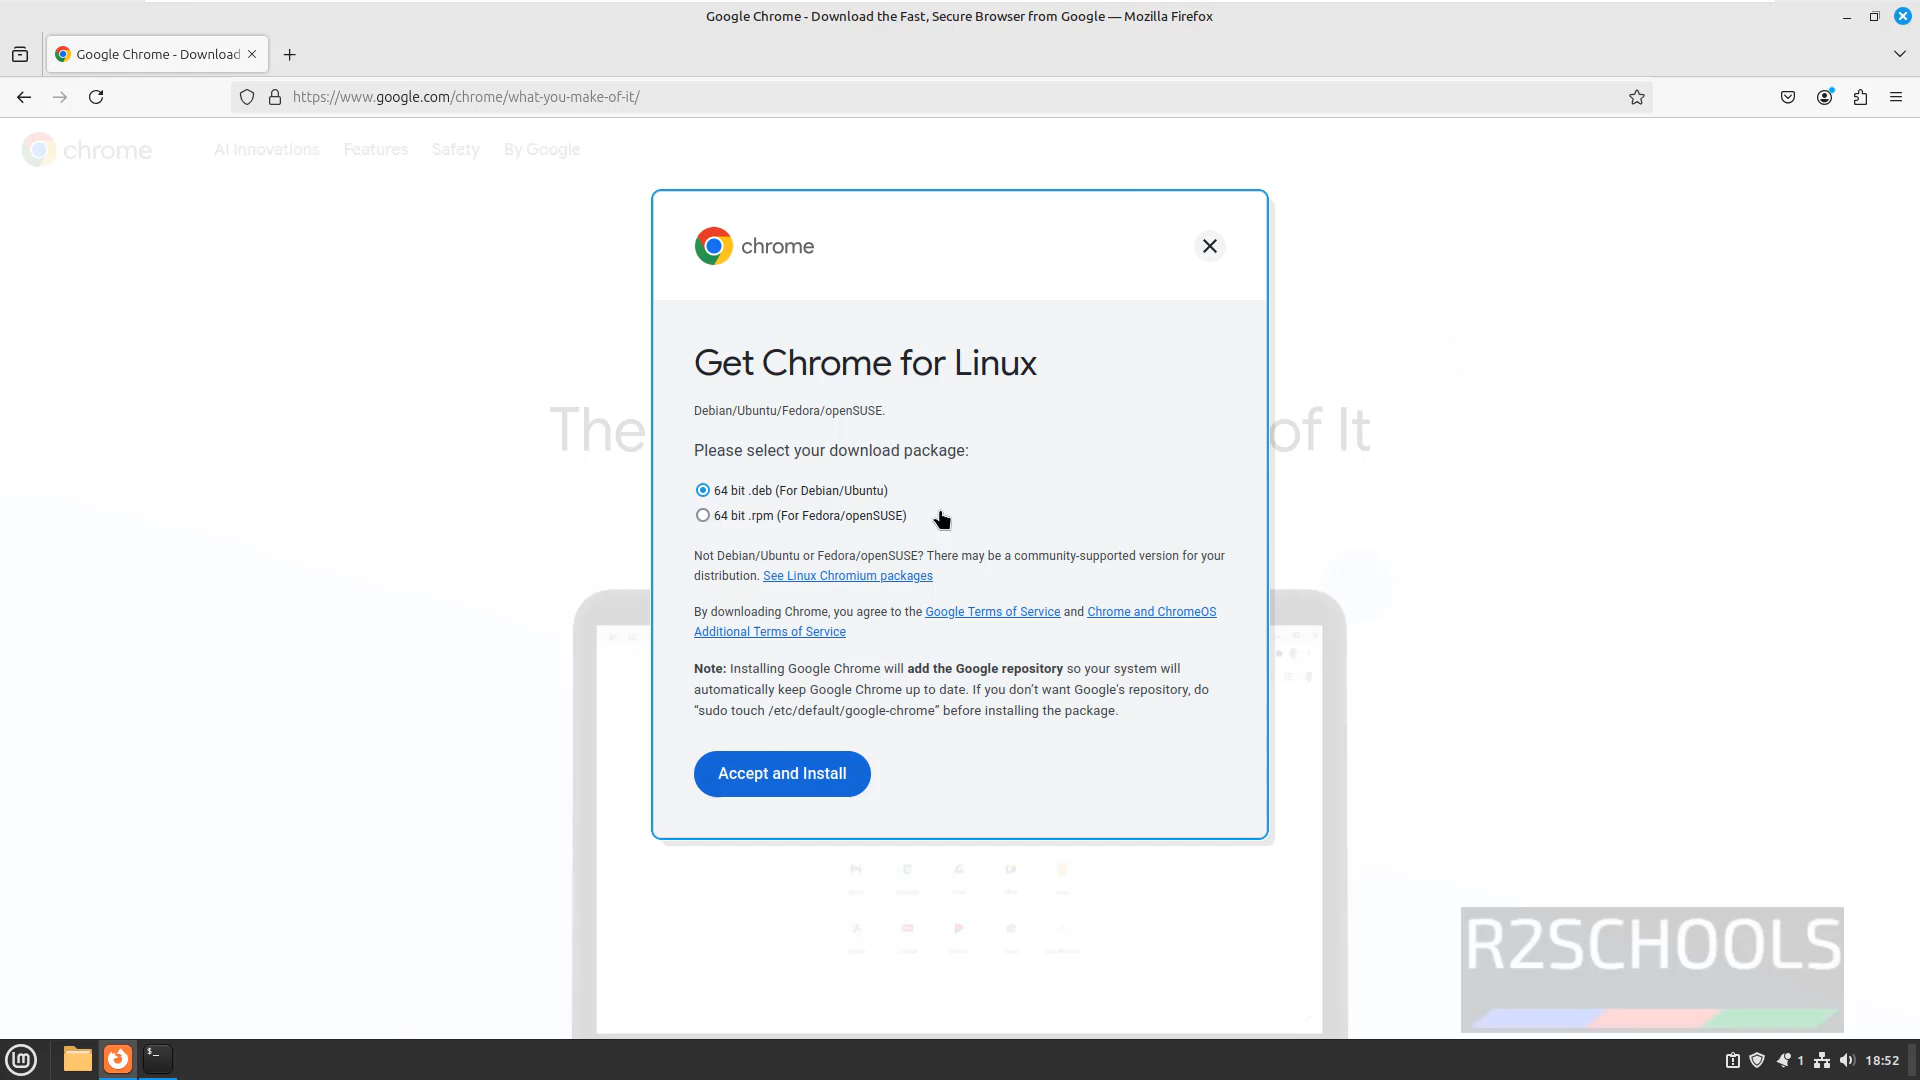 Google Chrome - Download the Fast, Secure Browser from Google — Mozilla Firefox
Google Chrome - Download
https://www.google.com/chrome/what-you-make-of-it/
chrome
AI Innovations
Features
Safety
By Google
chrome
Get Chrome for Linux
Debian/Ubuntu/Fedora/openSUSE.
The
of It
Please select your download package:
64 bit .deb (For Debian/Ubuntu)
64 bit .rpm (For Fedora/openSUSE)
Not Debian/Ubuntu or Fedora/openSUSE? There may be a community-supported version for your
distribution. See Linux Chromium packages
By downloading Chrome, you agree to the Google Terms of Service and Chrome and ChromeOS
Additional Terms of Service
Note: Installing Google Chrome will add the Google repository so your system will
automatically keep Google Chrome up to date. If you don’t want Google's repository, do
“sudo touch /etc/default/google-chrome” before installing the package.
Accept and Install
R2SCHOOLS
1
18:52